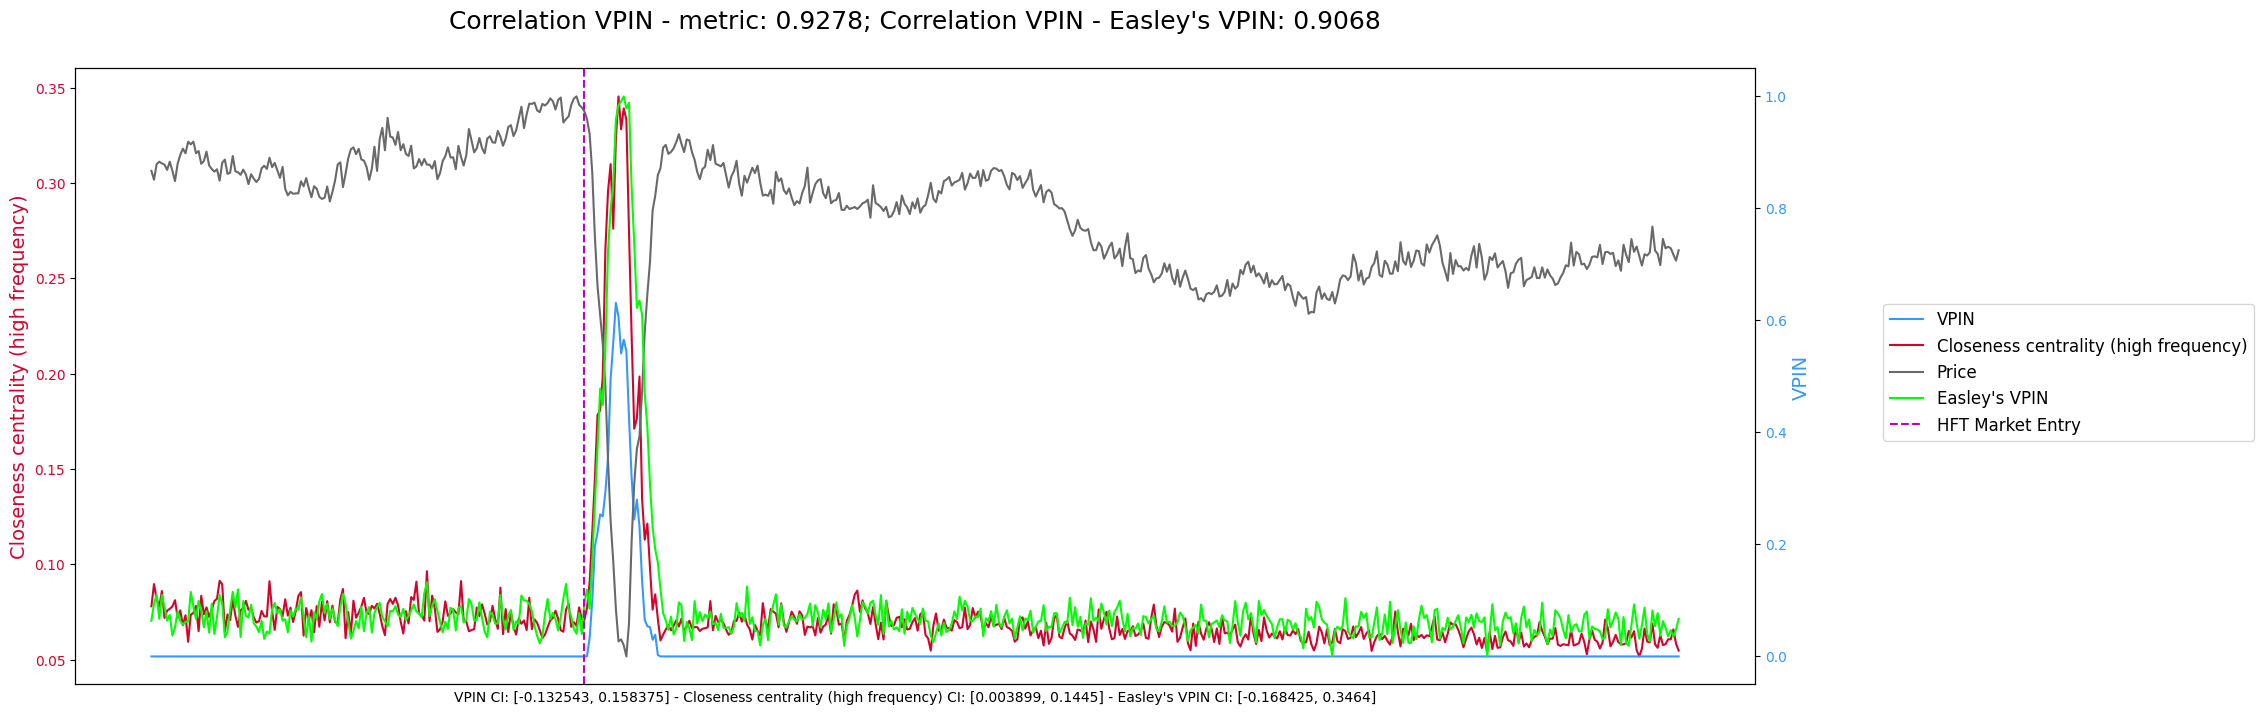 Correlation VPIN - metric: 0.9278; Correlation VPIN - Easley's VPIN: 0.9068
Closeness centrality (high frequency)
0.35
0.30
0.25
0.20
0.15
0.10
0.05
1.0
0.8
0.6
0.4
0.2
0.0
VPIN
VPIN
Closeness centrality (high frequency)
Price
Easley's VPIN
HFT Market Entry
VPIN CI: [-0.132543, 0.158375] - Closeness centrality (high frequency) CI: [0.003899, 0.1445] - Easley's VPIN CI: [-0.168425, 0.3464]